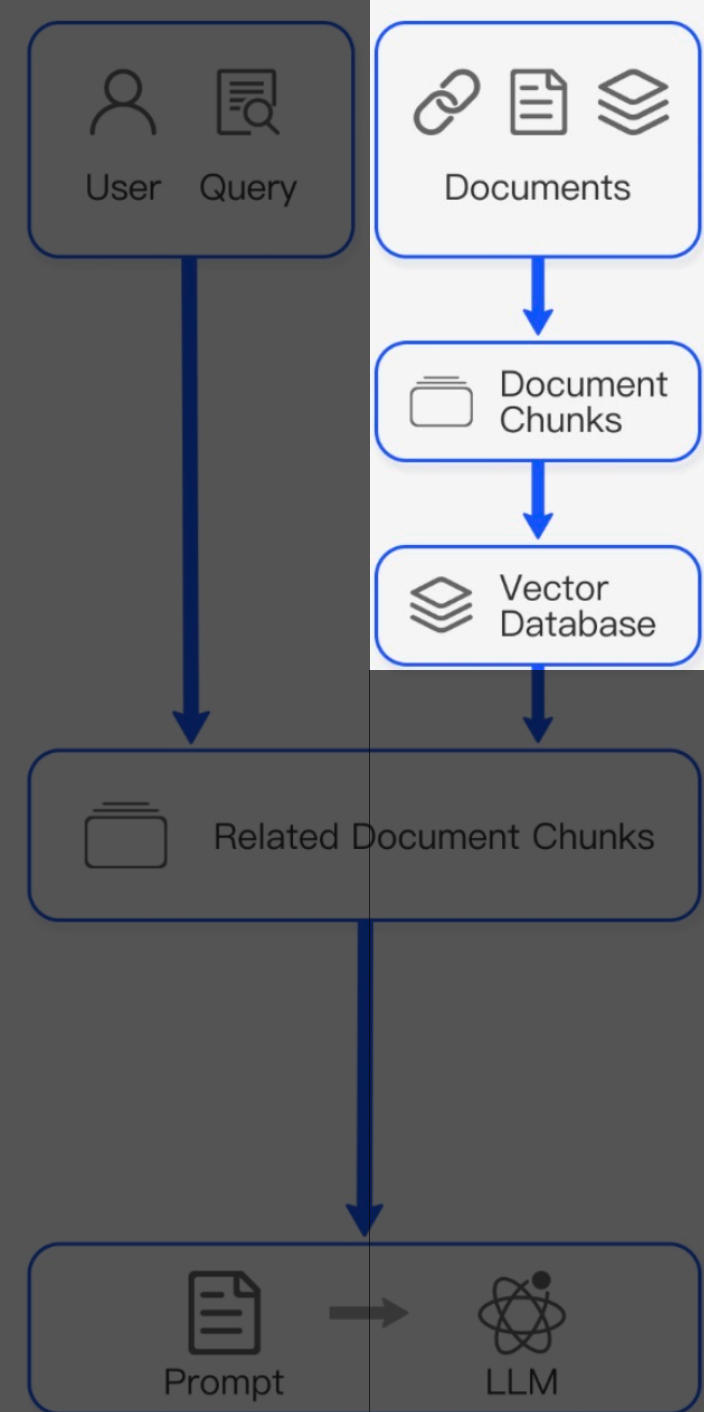 User Query
Documents
Document
Chunks
Vector
Database
Related Document Chunks
Prompt
LLM